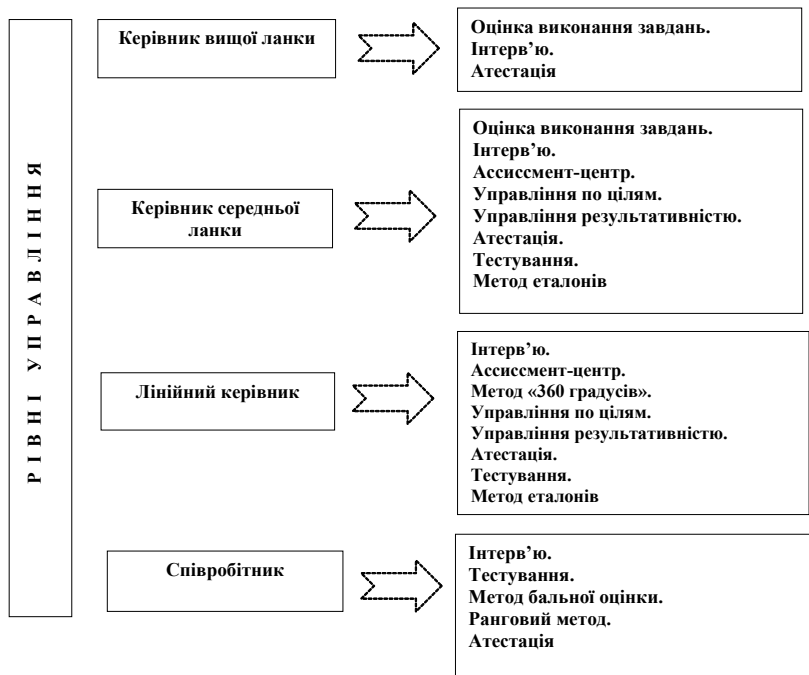 РІВНІ УПРАВЛІННЯ
Керівник вищої ланки
Оцінка виконання завдань.
Інтерв’ю.
Атестація
Керівник середньої
ланки
Оцінка виконання завдань.
Інтерв’ю.
Ассиссмент-центр.
Управління по цілям.
Управління результативністю.
Атестація.
Тестування.
Метод еталонів
Лінійний керівник
Інтерв’ю.
Ассиссмент-центр.
Метод «360 градусів».
Управління по цілям.
Управління результативністю.
Атестація.
Тестування.
Метод еталонів
Співробітник
Інтерв’ю.
Тестування.
Метод бальної оцінки.
Ранговий метод.
Атестація